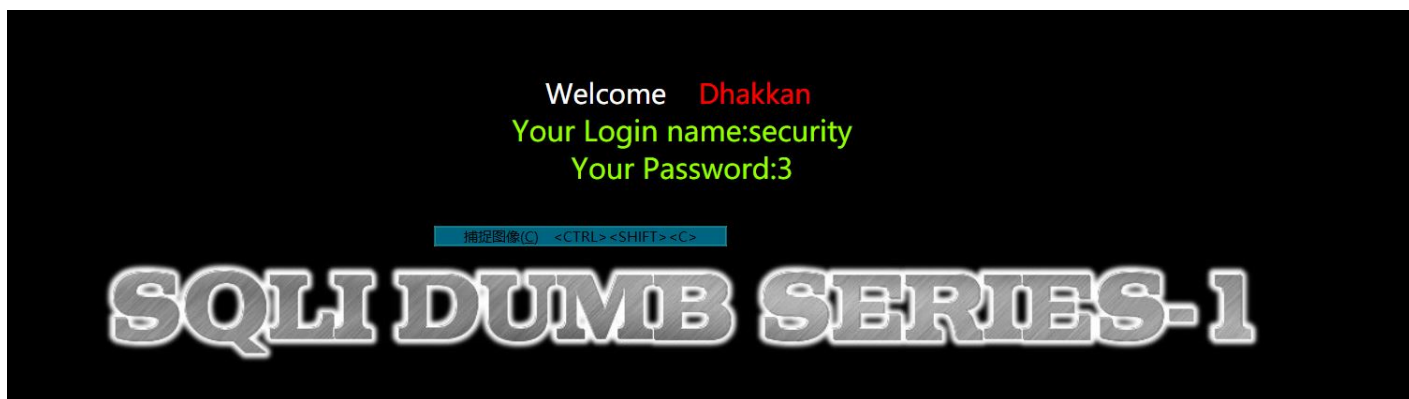 Welcome Dhakkan
Your Login name:security
Your Password:3
捕捉图像(C) <CTRL><SHIFT><C>
SQLI DUMB SERIES-1